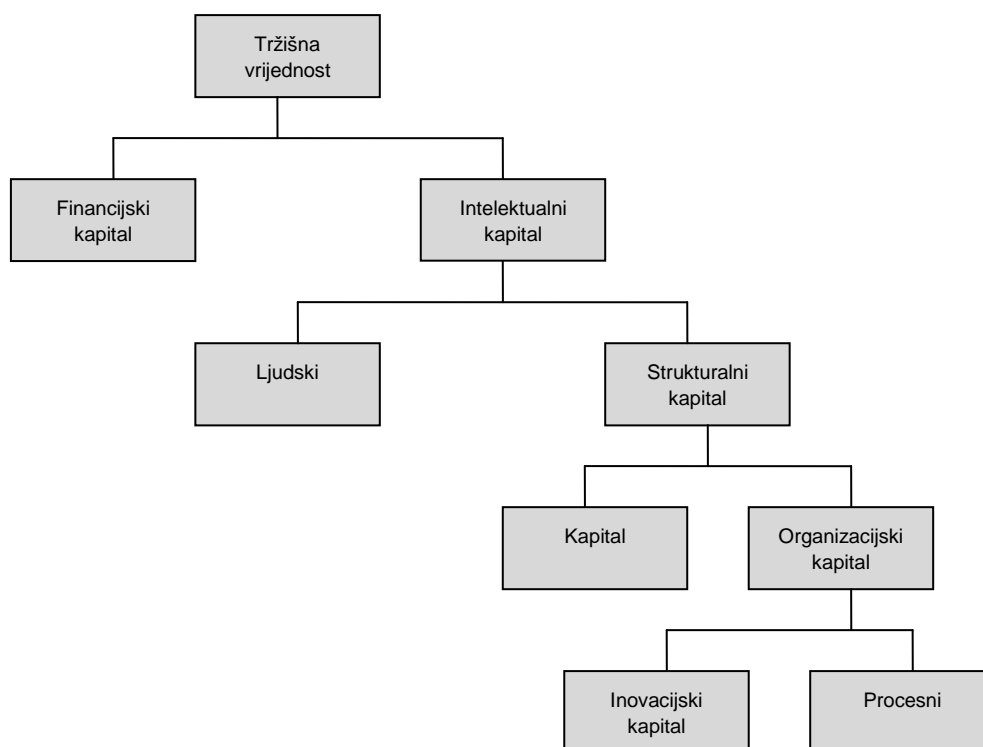 Tržišna
vrijednost
Financijski
kapital
Intelektualni
kapital
Ljudski
Strukturalni
kapital
Kapital
Organizacijski
kapital
Inovacijski
kapital
Procesni